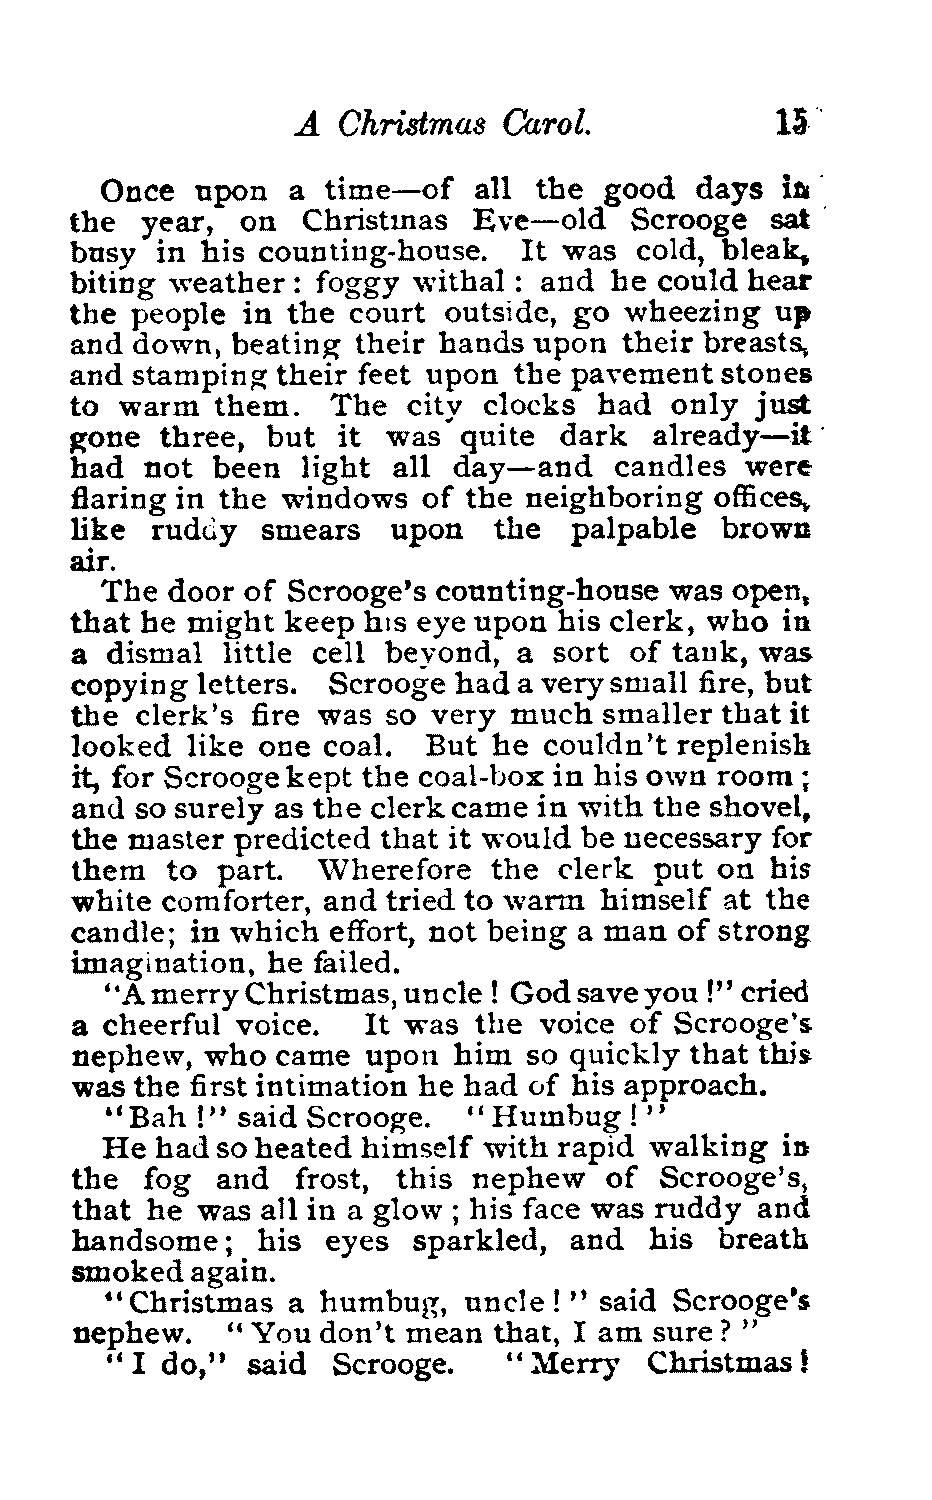 A Christmas Carol. 15
Once upon a time—of all the good days in
the year, on Christmas Eve—old Scrooge sat
busy in his counting-house. It was cold, bleak,
biting weather: foggy withal: and he could hear
the people in the court outside, go wheezing up
and down, beating their hands upon their breasts,
and stamping their feet upon the pavement stones
to warm them. The city clocks had only just
gone three, but it was quite dark already—it
had not been light all day—and candles were
flaring in the windows of the neighboring offices,
like ruddy smears upon the palpable brown
air.
The door of Scrooge's counting-house was open,
that he might keep his eye upon his clerk, who in
a dismal little cell beyond, a sort of tank, was
copying letters. Scrooge had a very small fire, but
the clerk's fire was so very much smaller that it
looked like one coal. But he couldn't replenish
it, for Scrooge kept the coal-box in his own room;
and so surely as the clerk came in with the shovel,
the master predicted that it would be necessary for
them to part. Wherefore the clerk put on his
white comforter, and tried to warm himself at the
candle; in which effort, not being a man of strong
imagination, he failed.
"A merry Christmas, uncle! God save you!" cried
a cheerful voice. It was the voice of Scrooge's
nephew, who came upon him so quickly that this
was the first intimation he had of his approach.
"Bah!" said Scrooge. "Humbug!"
He had so heated himself with rapid walking in
the fog and frost, this nephew of Scrooge's,
that he was all in a glow; his face was ruddy and
handsome; his eyes sparkled, and his breath
smoked again.
"Christmas a humbug, uncle!" said Scrooge's
nephew. "You don't mean that, I am sure?"
"I do," said Scrooge. "Merry Christmas!